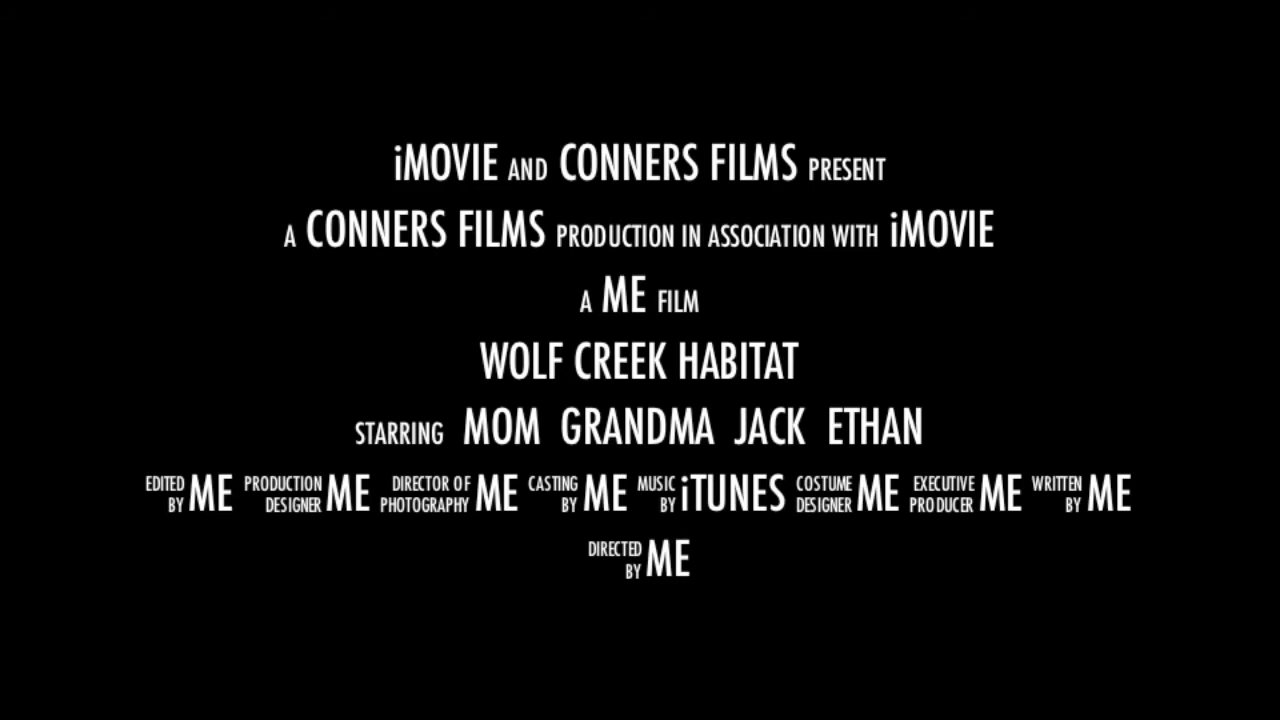 iMOVIE AND CONNERS FILMS PRESENT
A CONNERS FILMS PRODUCTION IN ASSOCIATION WITH iMOVIE
A ME FILM
WOLF CREEK HABITAT
STARRING MOM GRANDMA JACK ETHAN
EDITED BY ME PRODUCTION DESIGNER ME DIRECTOR OF PHOTOGRAPHY ME CASTING BY ME MUSIC BY iTUNES COSTUME DESIGNER ME EXECUTIVE PRODUCER ME WRITTEN BY ME
DIRECTED BY ME